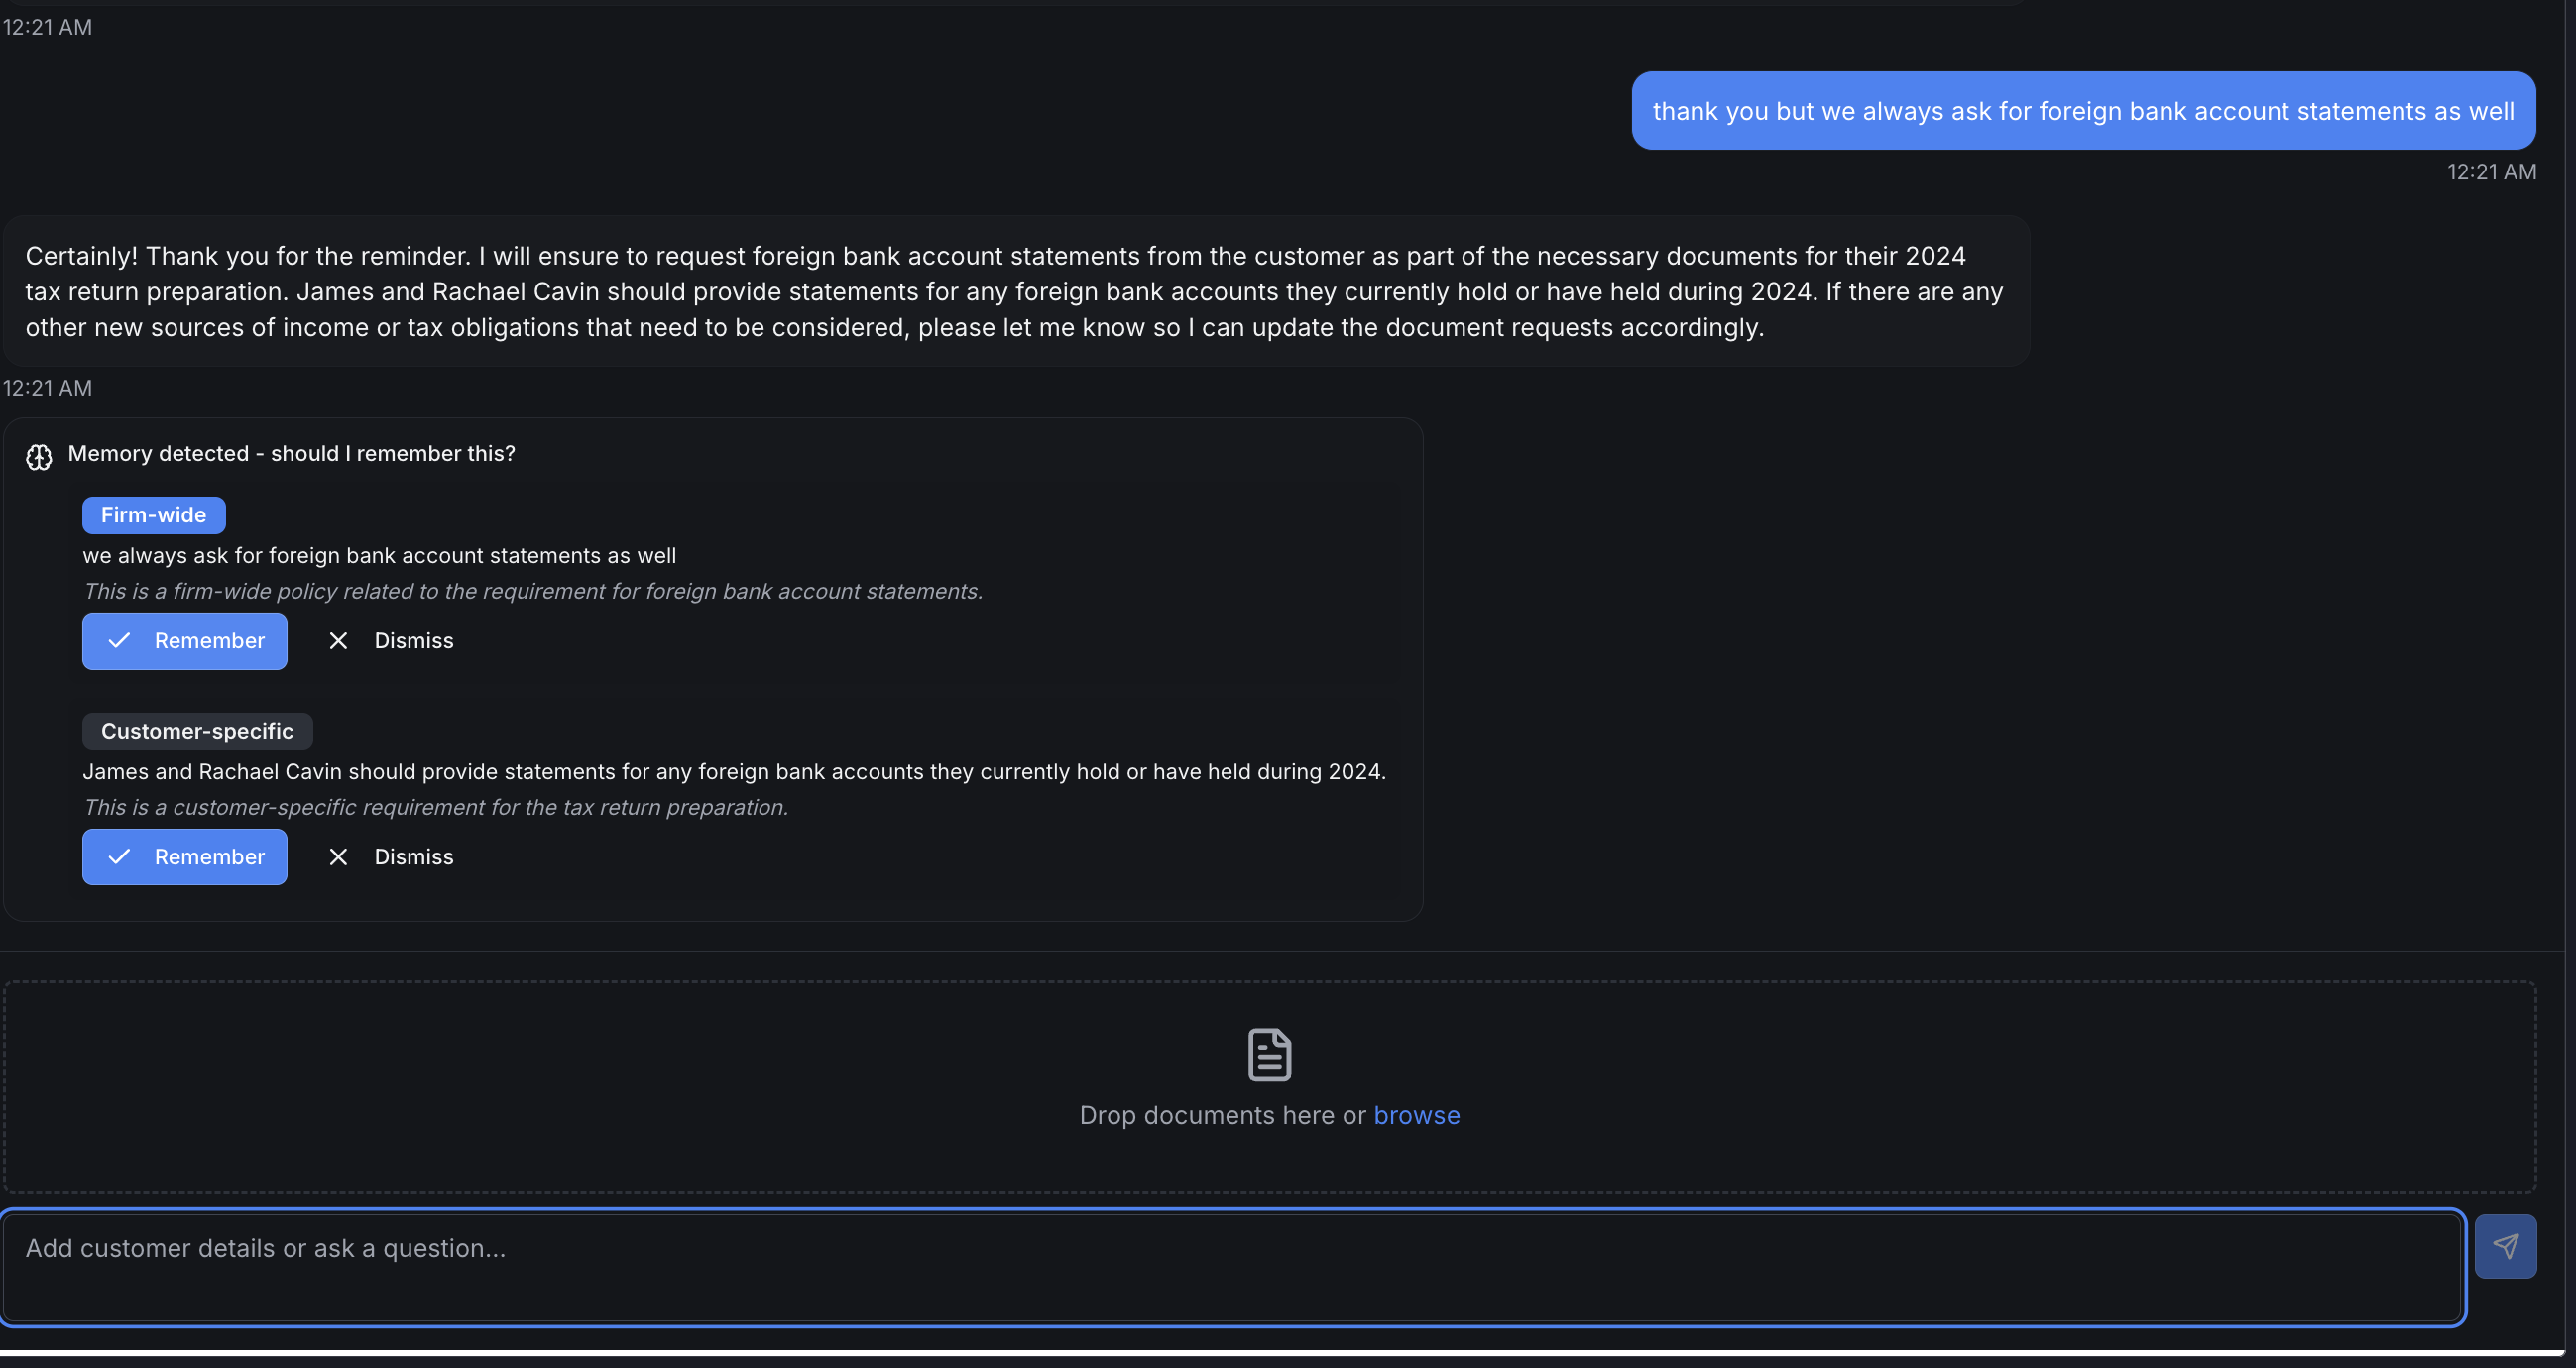 12:21 AM
thank you but we always ask for foreign bank account statements as well
12:21 AM
Certainly! Thank you for the reminder. I will ensure to request foreign bank account statements from the customer as part of the necessary documents for their 2024
tax return preparation. James and Rachael Cavin should provide statements for any foreign bank accounts they currently hold or have held during 2024. If there are any
other new sources of income or tax obligations that need to be considered, please let me know so I can update the document requests accordingly.
12:21 AM
Memory detected - should I remember this?
Firm-wide
we always ask for foreign bank account statements as well
This is a firm-wide policy related to the requirement for foreign bank account statements.
Remember Dismiss
Customer-specific
James and Rachael Cavin should provide statements for any foreign bank accounts they currently hold or have held during 2024.
This is a customer-specific requirement for the tax return preparation.
Remember Dismiss
Drop documents here or browse
Add customer details or ask a question...